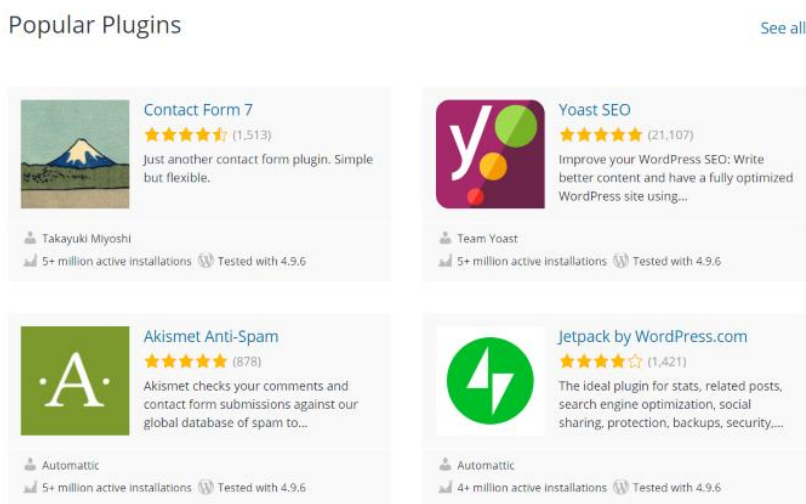 Popular Plugins
See all
Contact Form 7
(1,513)
Just another contact form plugin. Simple
but flexible.
Takayuki Miyoshi
5+ million active installations Tested with 4.9.6
y
Yoast SEO
(21,107)
Improve your WordPress SEO: Write
better content and have a fully optimized
WordPress site using...
Team Yoast
5+ million active installations Tested with 4.9.6
·A·
Akismet Anti-Spam
(878)
Akismet checks your comments and
contact form submissions against our
global database of spam to...
Automattic
5+ million active installations Tested with 4.9.6
Jetpack by WordPress.com
(1,421)
The ideal plugin for stats, related posts,
search engine optimization, social
sharing, protection, backups, security,...
Automattic
4+ million active installations Tested with 4.9.6